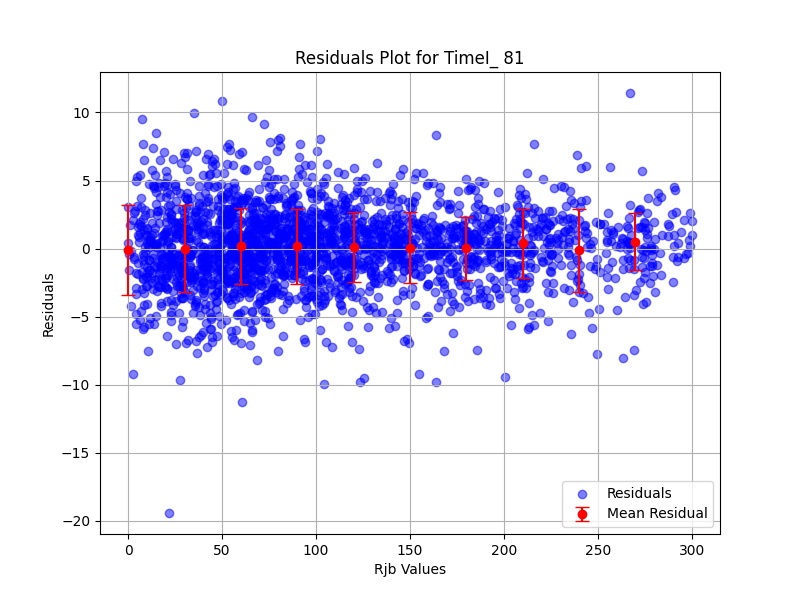 Residuals Plot for TimeI_ 81
Residuals
10
5
0
−5
−10
−15
−20
0 50 100 150 200 250 300
Rjb Values
Residuals
Mean Residual